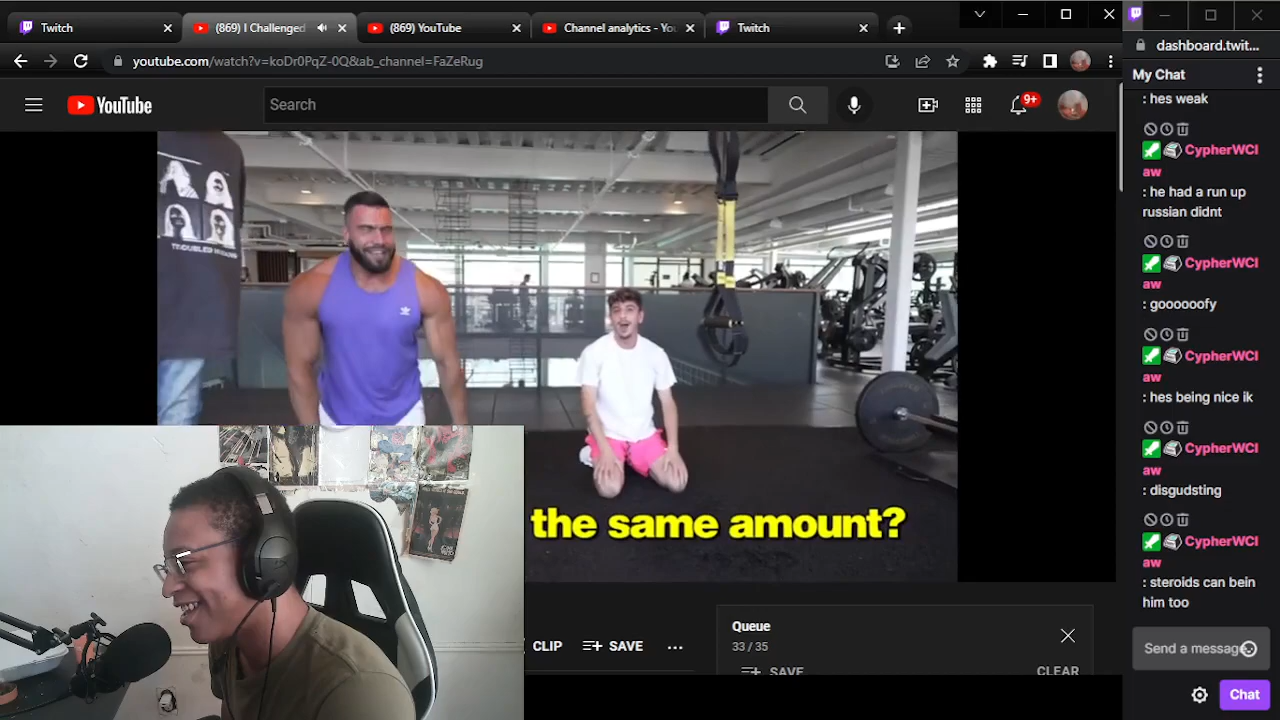 Twitch
(869) I Challenged
(869) YouTube
Channel analytics - Yo
Twitch
youtube.com/watch?v=koDr0PqZ-0Q&ab_channel=FaZeRug
dashboard.twit...
YouTube
Search
9+
My Chat
: hes weak
CypherWCl
aw
: he had a run up
russian didnt
CypherWCl
aw
: goooooofy
CypherWCl
aw
: hes being nice ik
CypherWCl
aw
: disgudsting
CypherWCl
aw
: steroids can bein
him too
the same amount?
CLIP
SAVE
...
Queue
33 / 35
SAVE
CLEAR
Send a message
Chat